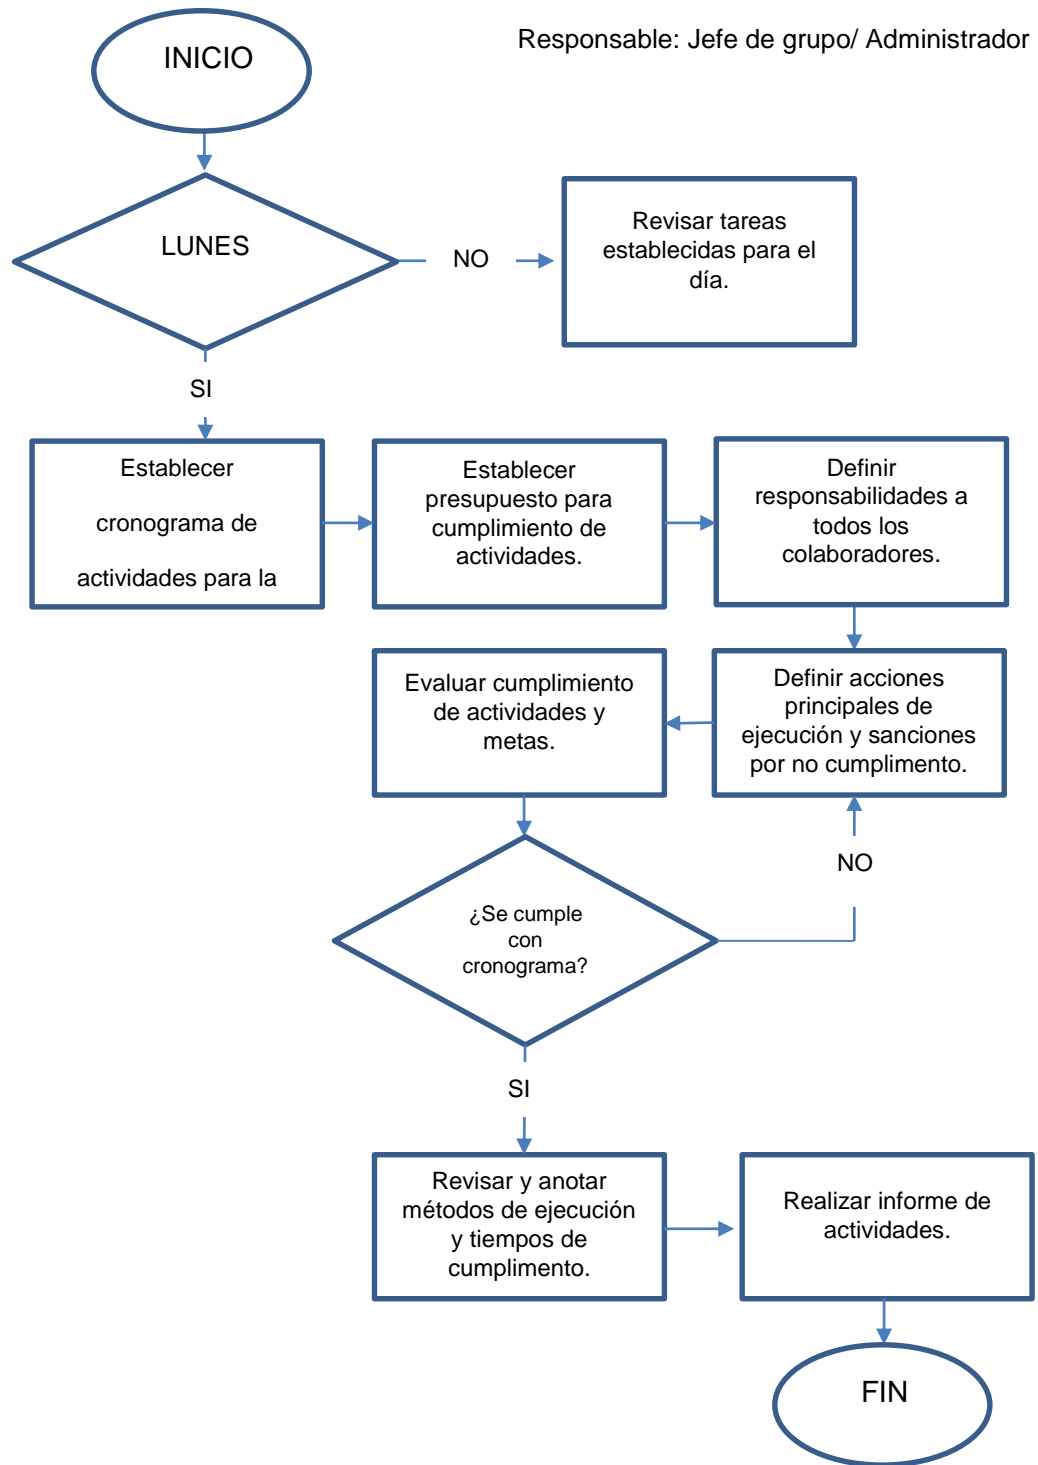 INICIO
Responsable: Jefe de grupo/ Administrador
LUNES
NO
Revisar tareas
establecidas para el
día.
SI
Establecer
cronograma de
actividades para la
Establecer
presupuesto para
cumplimiento de
actividades.
Definir
responsabilidades a
todos los
colaboradores.
Definir acciones
principales de
ejecución y sanciones
por no cumplimento.
Evaluar cumplimiento
de actividades y
metas.
¿Se cumple
con
cronograma?
NO
SI
Revisar y anotar
métodos de ejecución
y tiempos de
cumplimento.
Realizar informe de
actividades.
FIN